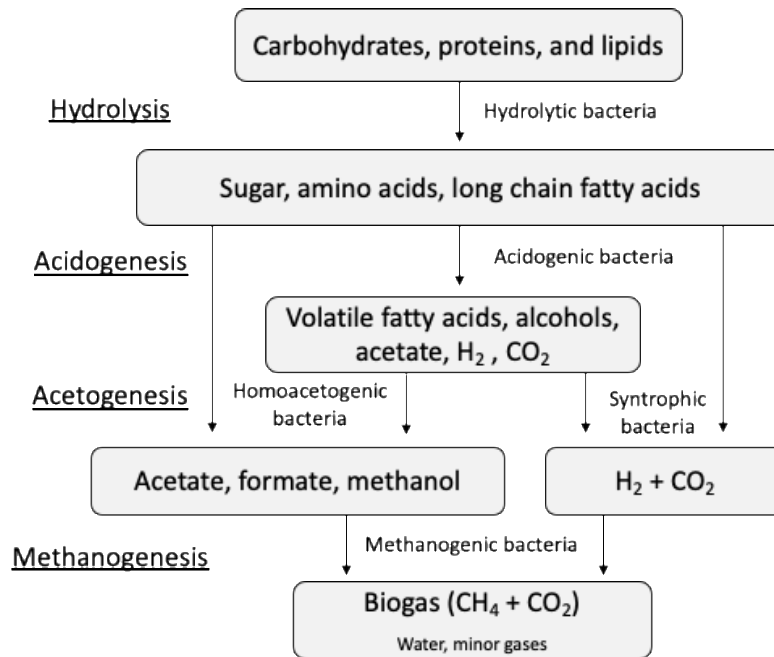 Carbohydrates, proteins, and lipids
Hydrolysis
Hydrolytic bacteria
Sugar, amino acids, long chain fatty acids
Acidogenesis
Acidogenic bacteria
Volatile fatty acids, alcohols,
acetate, H₂ , CO₂
Acetogenesis
Homoacetogenic
bacteria
Syntrophic
bacteria
Acetate, formate, methanol
H₂ + CO₂
Methanogenesis
Methanogenic bacteria
Biogas (CH₄ + CO₂)
Water, minor gases